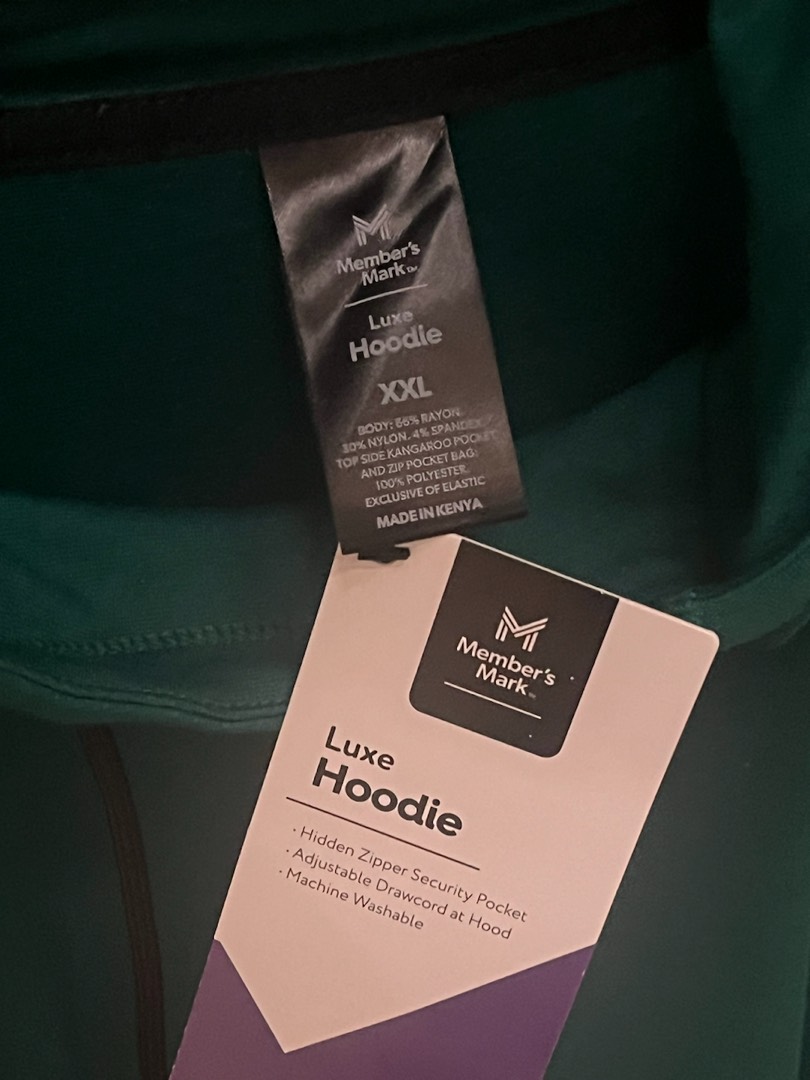 Member's
Mark™
Luxe
Hoodie
XXL
BODY: 66% RAYON,
30% NYLON, 4% SPANDEX
TOP SIDE KANGAROO POCKET
AND ZIP POCKET BAG:
100% POLYESTER
EXCLUSIVE OF ELASTIC
MADE IN KENYA
Member's
Mark™
Luxe
Hoodie
· Hidden Zipper Security Pocket
· Adjustable Drawcord at Hood
· Machine Washable